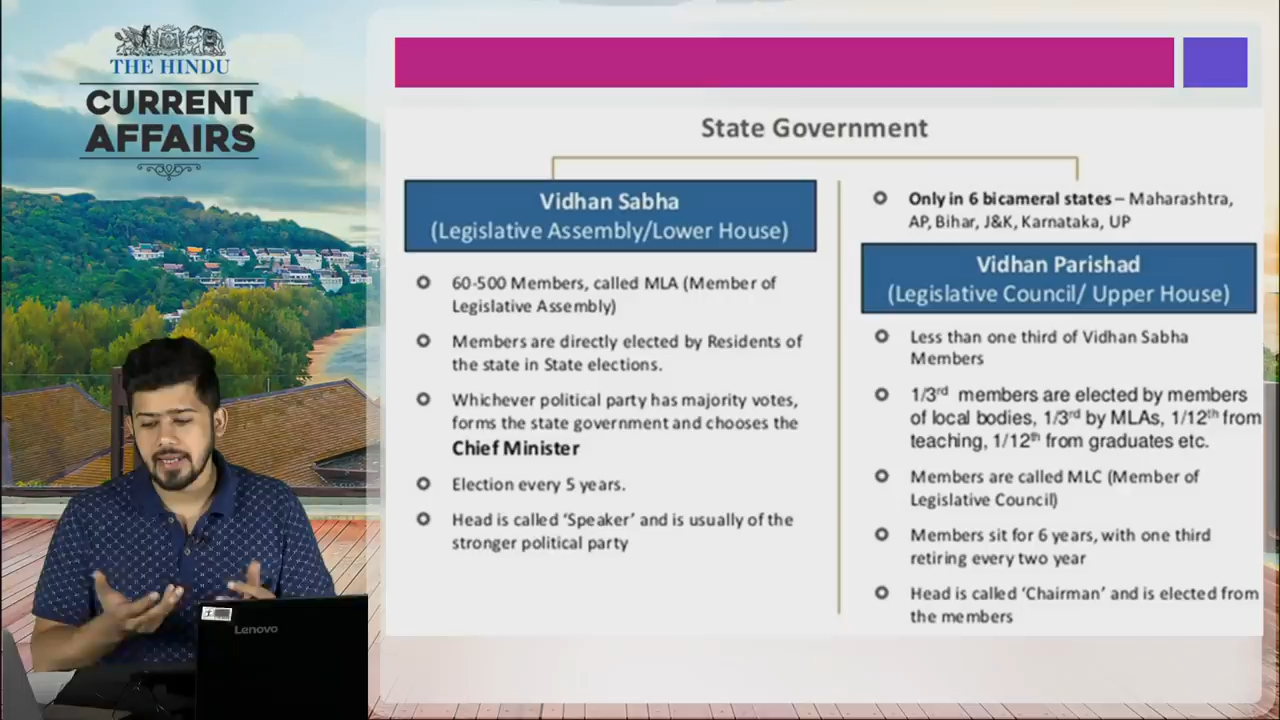 THE HINDU
CURRENT
AFFAIRS
State Government
Vidhan Sabha
(Legislative Assembly/Lower House)
60-500 Members, called MLA (Member of
Legislative Assembly)
Members are directly elected by Residents of
the state in State elections.
Whichever political party has majority votes,
forms the state government and chooses the
Chief Minister
Election every 5 years.
Head is called ‘Speaker’ and is usually of the
stronger political party
Only in 6 bicameral states – Maharashtra,
AP, Bihar, J&K, Karnataka, UP
Vidhan Parishad
(Legislative Council/ Upper House)
Less than one third of Vidhan Sabha
Members
1/3rd members are elected by members
of local bodies, 1/3rd by MLAs, 1/12th from
teaching, 1/12th from graduates etc.
Members are called MLC (Member of
Legislative Council)
Members sit for 6 years, with one third
retiring every two year
Head is called ‘Chairman’ and is elected from
the members
Lenovo